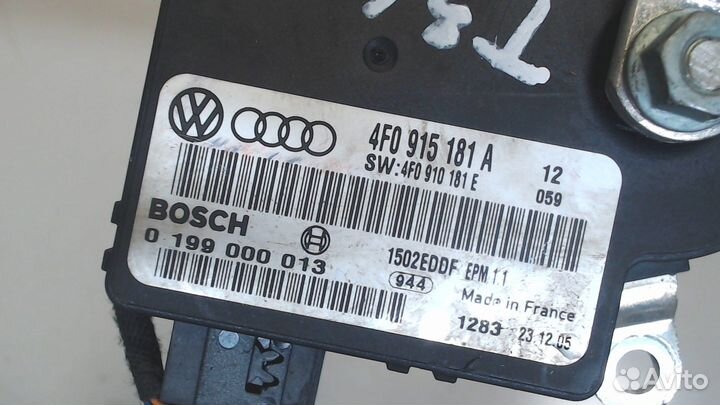 4F0 915 181 A
12
SW:4F0 910 181 E
059
BOSCH
0 199 000 013
1502EDDF EPM 1.1
944
Made in France
1283 23.12.05
Avito